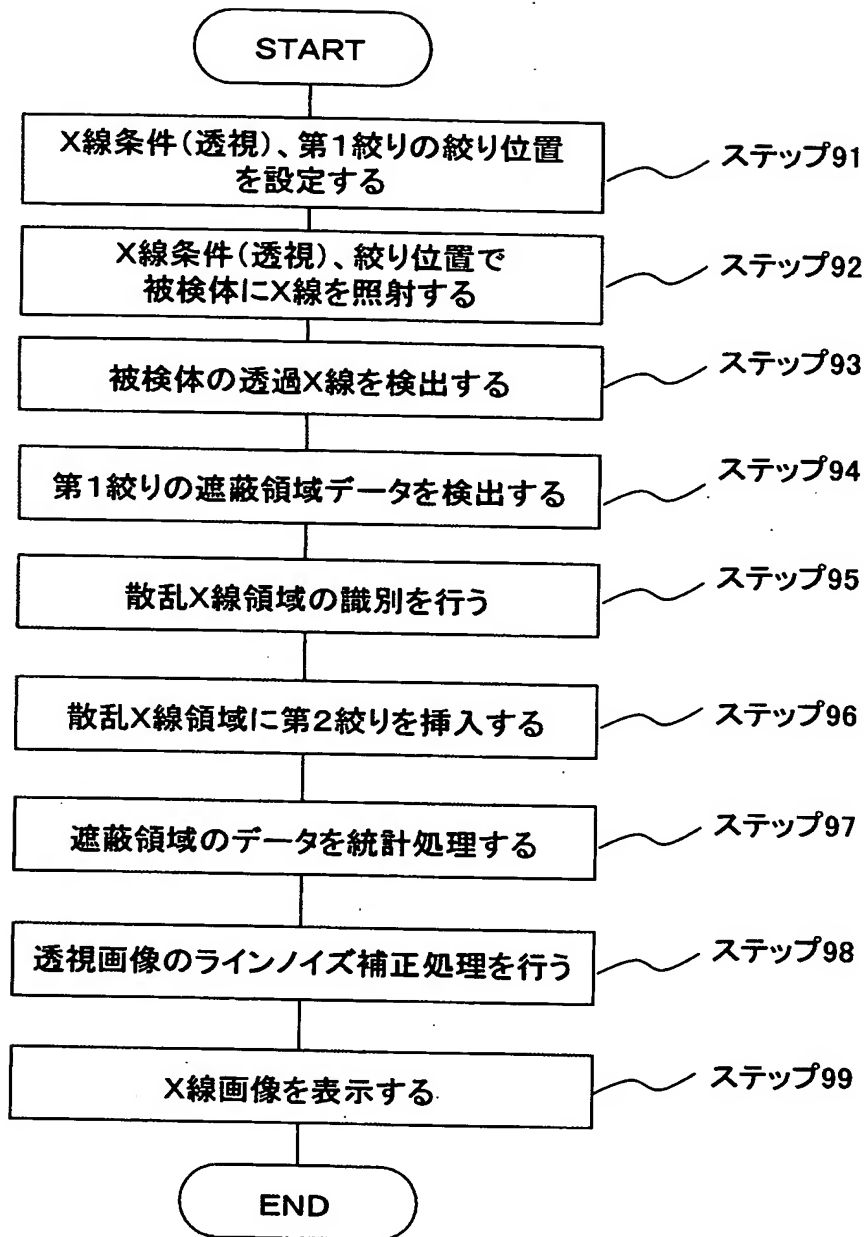 START
X線条件(透視)、第1絞りの絞り位置
を設定する
ステップ91
X線条件(透視)、絞り位置で
被検体にX線を照射する
ステップ92
被検体の透過X線を検出する
ステップ93
第1絞りの遮蔽領域データを検出する
ステップ94
散乱X線領域の識別を行う
ステップ95
散乱X線領域に第2絞りを挿入する
ステップ96
遮蔽領域のデータを統計処理する
ステップ97
透視画像のラインノイズ補正処理を行う
ステップ98
X線画像を表示する
ステップ99
END